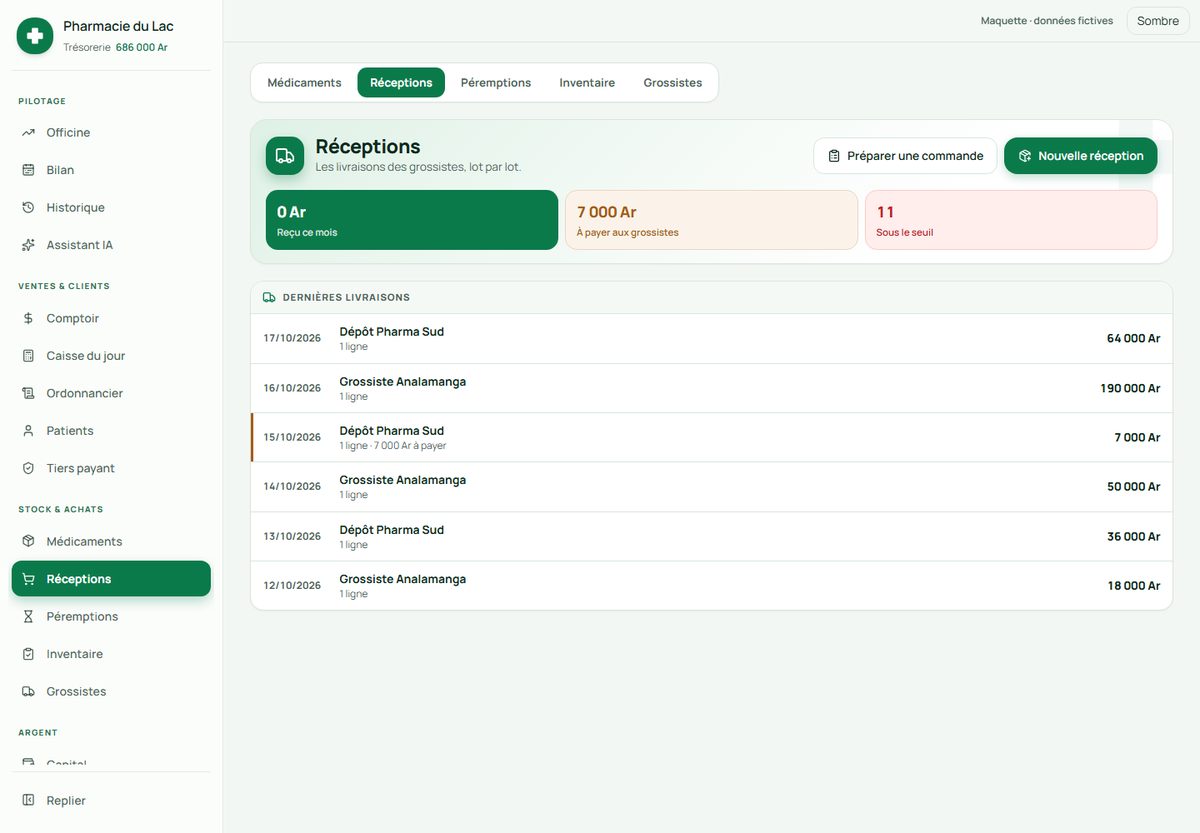 Pharmacie du Lac
Trésorerie 686 000 Ar
PILOTAGE
Officine
Bilan
Historique
Assistant IA
VENTES & CLIENTS
Comptoir
Caisse du jour
Ordonnancier
Patients
Tiers payant
STOCK & ACHATS
Médicaments
Réceptions
Péremptions
Inventaire
Grossistes
ARGENT
Capital
Replier
Maquette · données fictives
Sombre
Médicaments
Réceptions
Péremptions
Inventaire
Grossistes
Réceptions
Les livraisons des grossistes, lot par lot.
Préparer une commande
Nouvelle réception
0 Ar
Reçu ce mois
7 000 Ar
À payer aux grossistes
11
Sous le seuil
DERNIÈRES LIVRAISONS
17/10/2026 Dépôt Pharma Sud 64 000 Ar
1 ligne
16/10/2026 Grossiste Analamanga 190 000 Ar
1 ligne
15/10/2026 Dépôt Pharma Sud 7 000 Ar
1 ligne · 7 000 Ar à payer
14/10/2026 Grossiste Analamanga 50 000 Ar
1 ligne
13/10/2026 Dépôt Pharma Sud 36 000 Ar
1 ligne
12/10/2026 Grossiste Analamanga 18 000 Ar
1 ligne